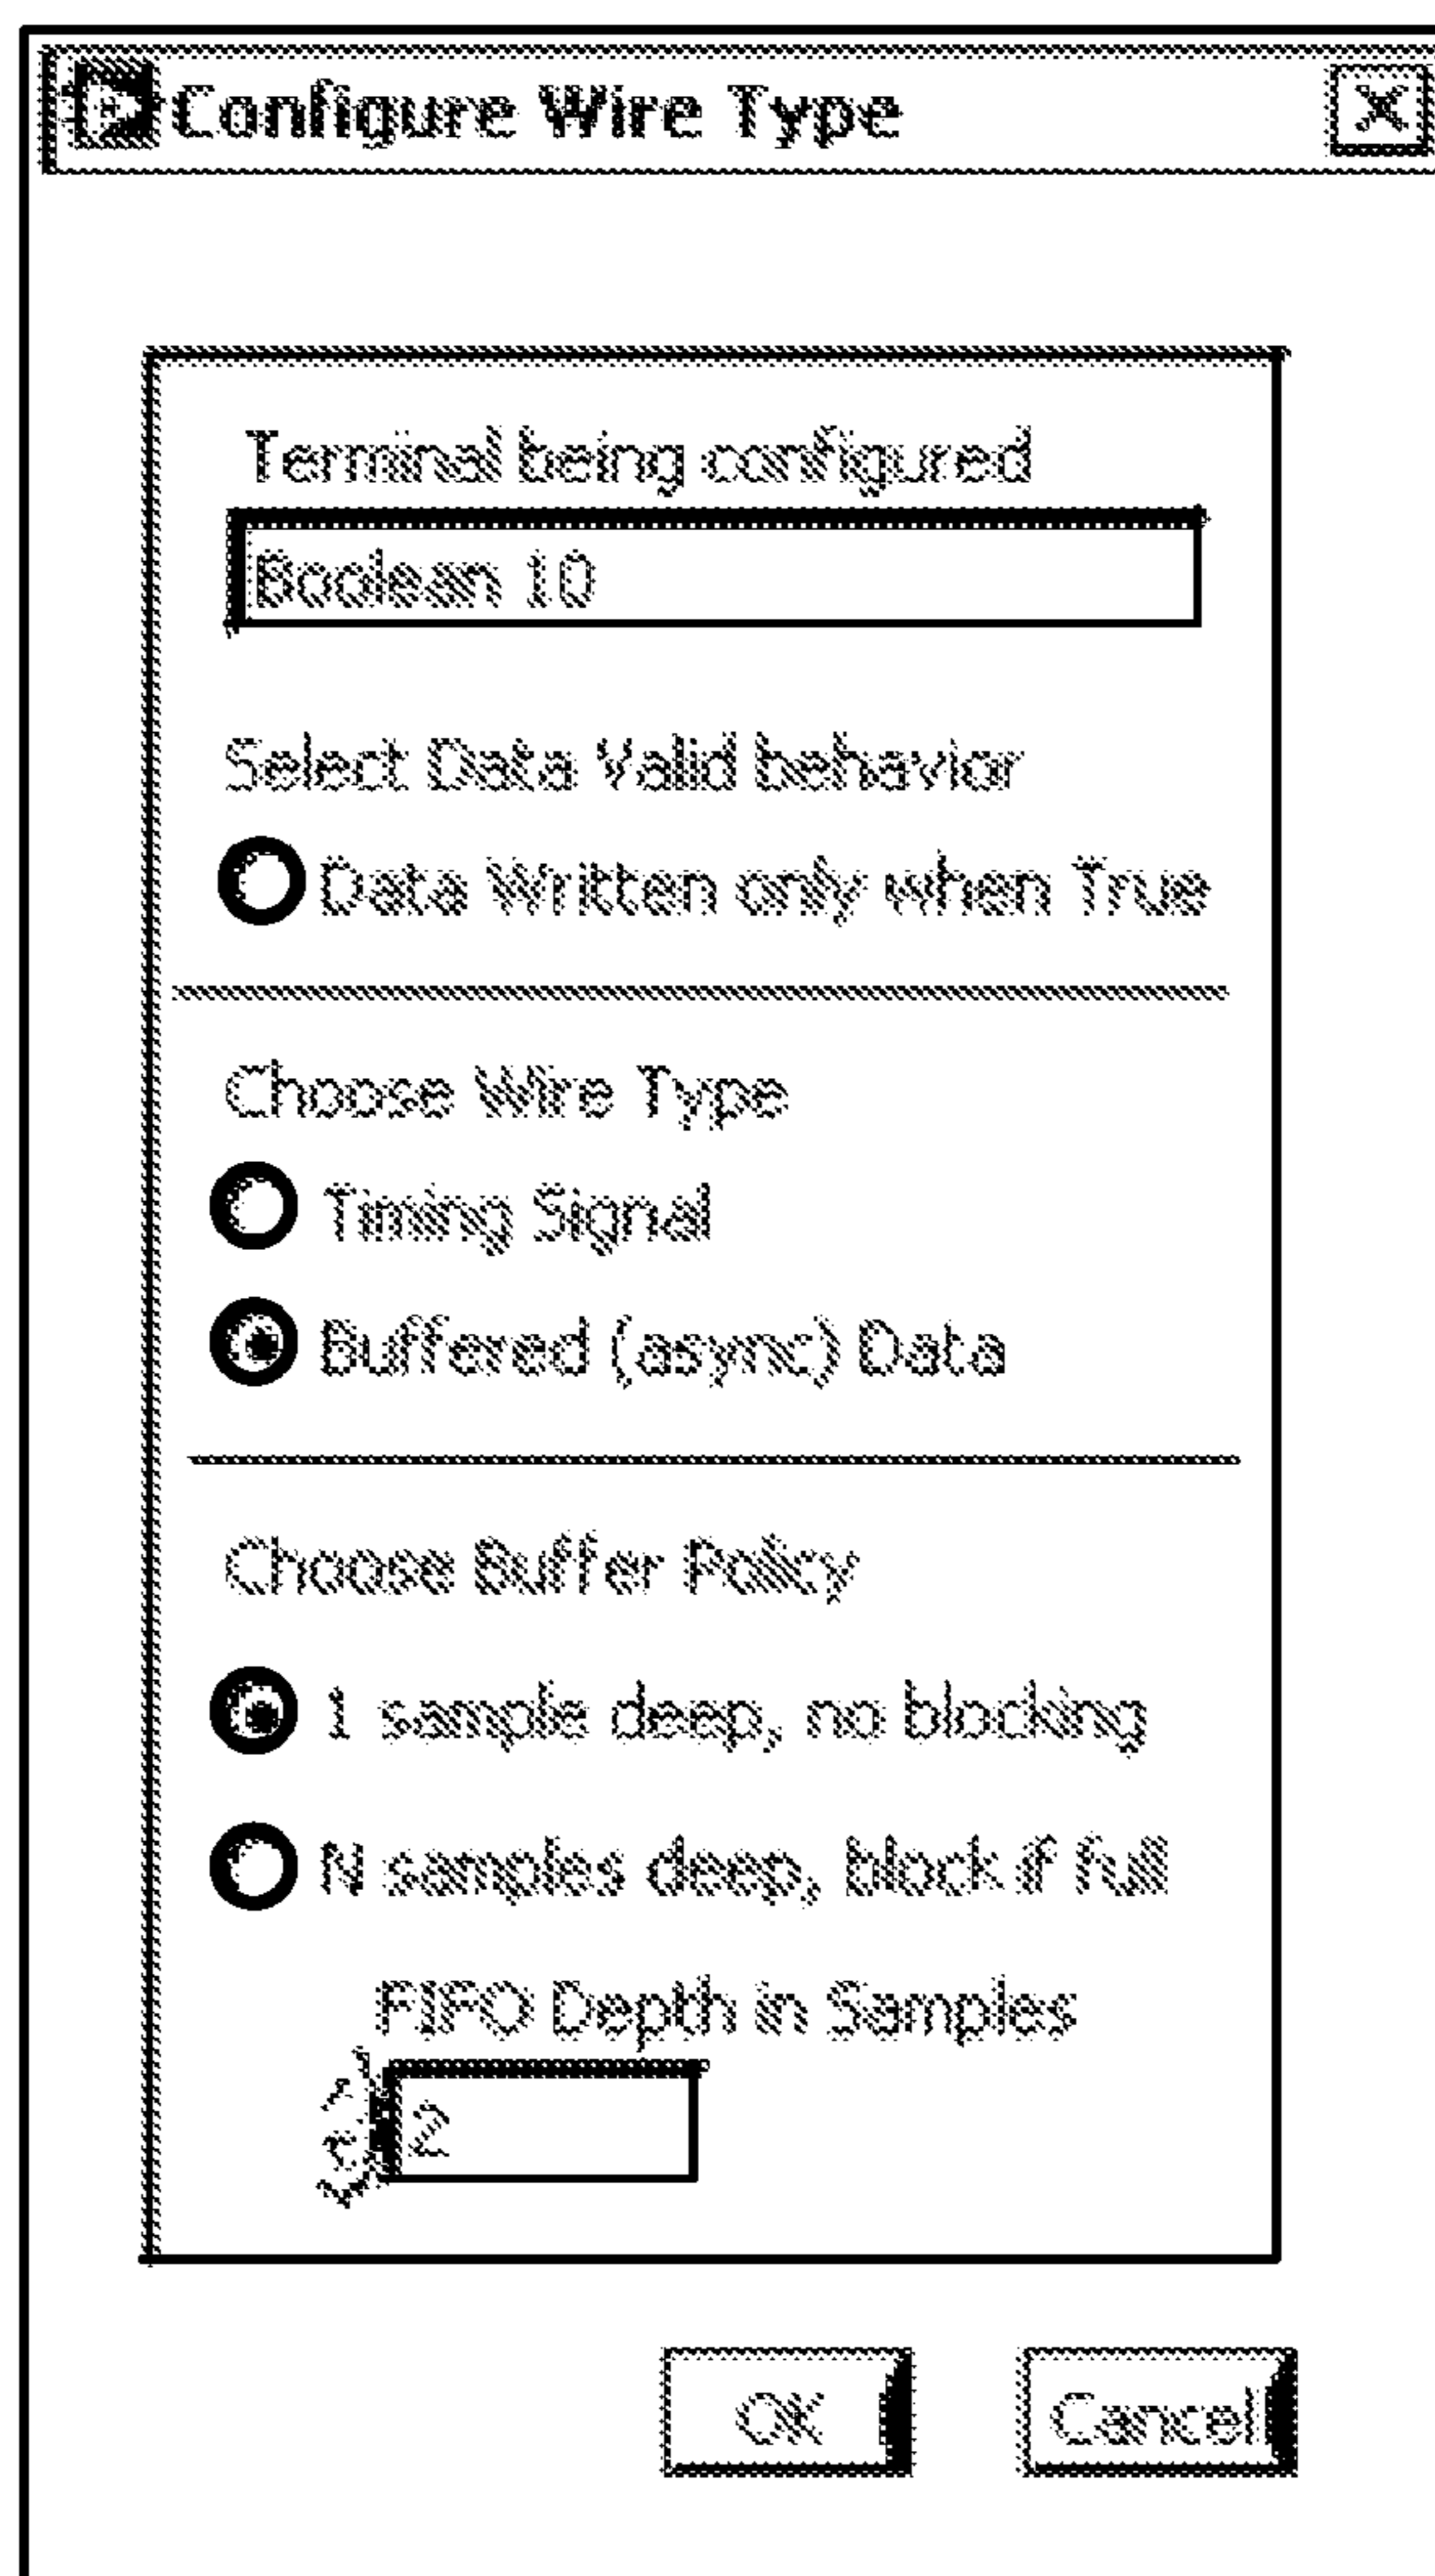 Configure Wire Type
Terminal being configured
Boolean 10
Select Data Valid behavior
Data Written only when True
Choose Wire Type
Timing Signal
Buffered (async) Data
Choose Buffer Policy
1 sample deep, no blocking
N samples deep, block if full
FIFO Depth in Samples
2
OK Cancel